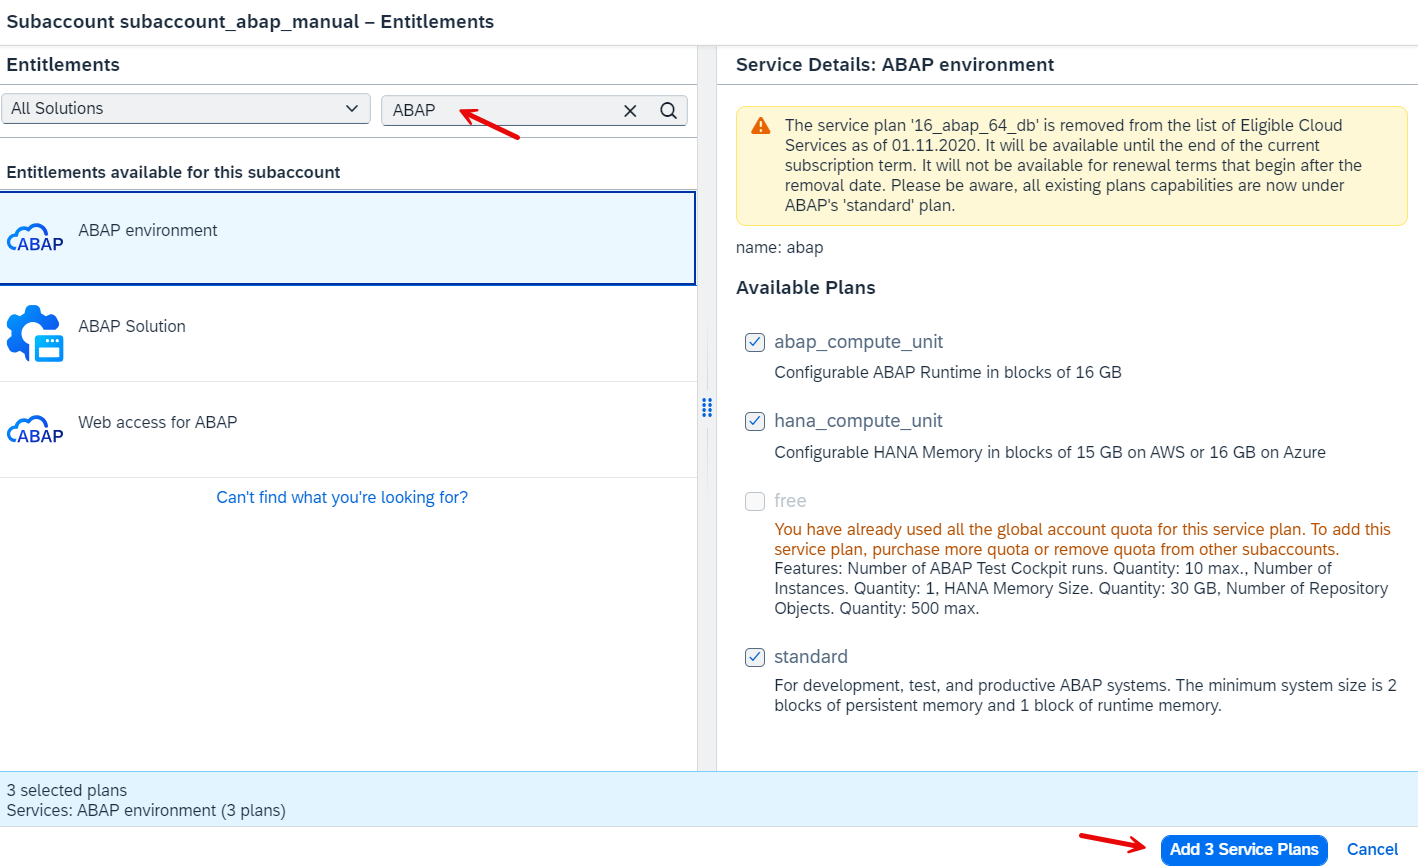 Subaccount subaccount_abap_manual – Entitlements
Entitlements
All Solutions
ABAP
Entitlements available for this subaccount
ABAP
ABAP environment
ABAP Solution
ABAP
Web access for ABAP
Can't find what you're looking for?
Service Details: ABAP environment
The service plan '16_abap_64_db' is removed from the list of Eligible Cloud
Services as of 01.11.2020. It will be available until the end of the current
subscription term. It will not be available for renewal terms that begin after the
removal date. Please be aware, all existing plans capabilities are now under
ABAP's 'standard' plan.
name: abap
Available Plans
abap_compute_unit
Configurable ABAP Runtime in blocks of 16 GB
hana_compute_unit
Configurable HANA Memory in blocks of 15 GB on AWS or 16 GB on Azure
free
You have already used all the global account quota for this service plan. To add this
service plan, purchase more quota or remove quota from other subaccounts.
Features: Number of ABAP Test Cockpit runs. Quantity: 10 max., Number of
Instances. Quantity: 1, HANA Memory Size. Quantity: 30 GB, Number of Repository
Objects. Quantity: 500 max.
standard
For development, test, and productive ABAP systems. The minimum system size is 2
blocks of persistent memory and 1 block of runtime memory.
3 selected plans
Services: ABAP environment (3 plans)
Add 3 Service Plans
Cancel